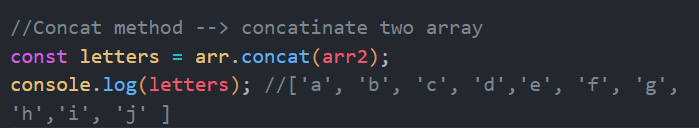 //Concat method --> concatinate two array
const letters = arr.concat(arr2);
console.log(letters); //['a', 'b', 'c', 'd','e', 'f', 'g',
'h','i', 'j' ]